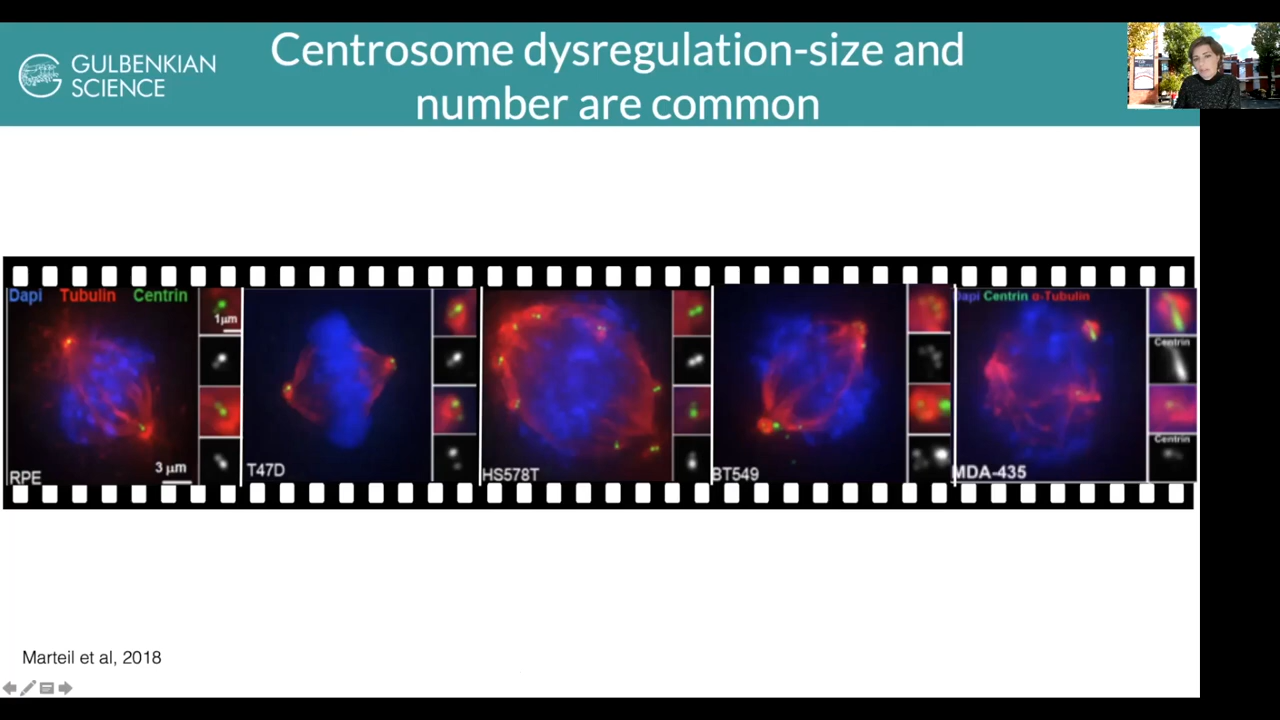 GULBENKIAN
SCIENCE
Centrosome dysregulation-size and
number are common
Dapi Tubulin Centrin
1μm
3 μm
RPE
T47D
HS578T
BT549
Dapi Centrin α-Tubulin
Centrin
Centrin
MDA-435
Marteil et al, 2018